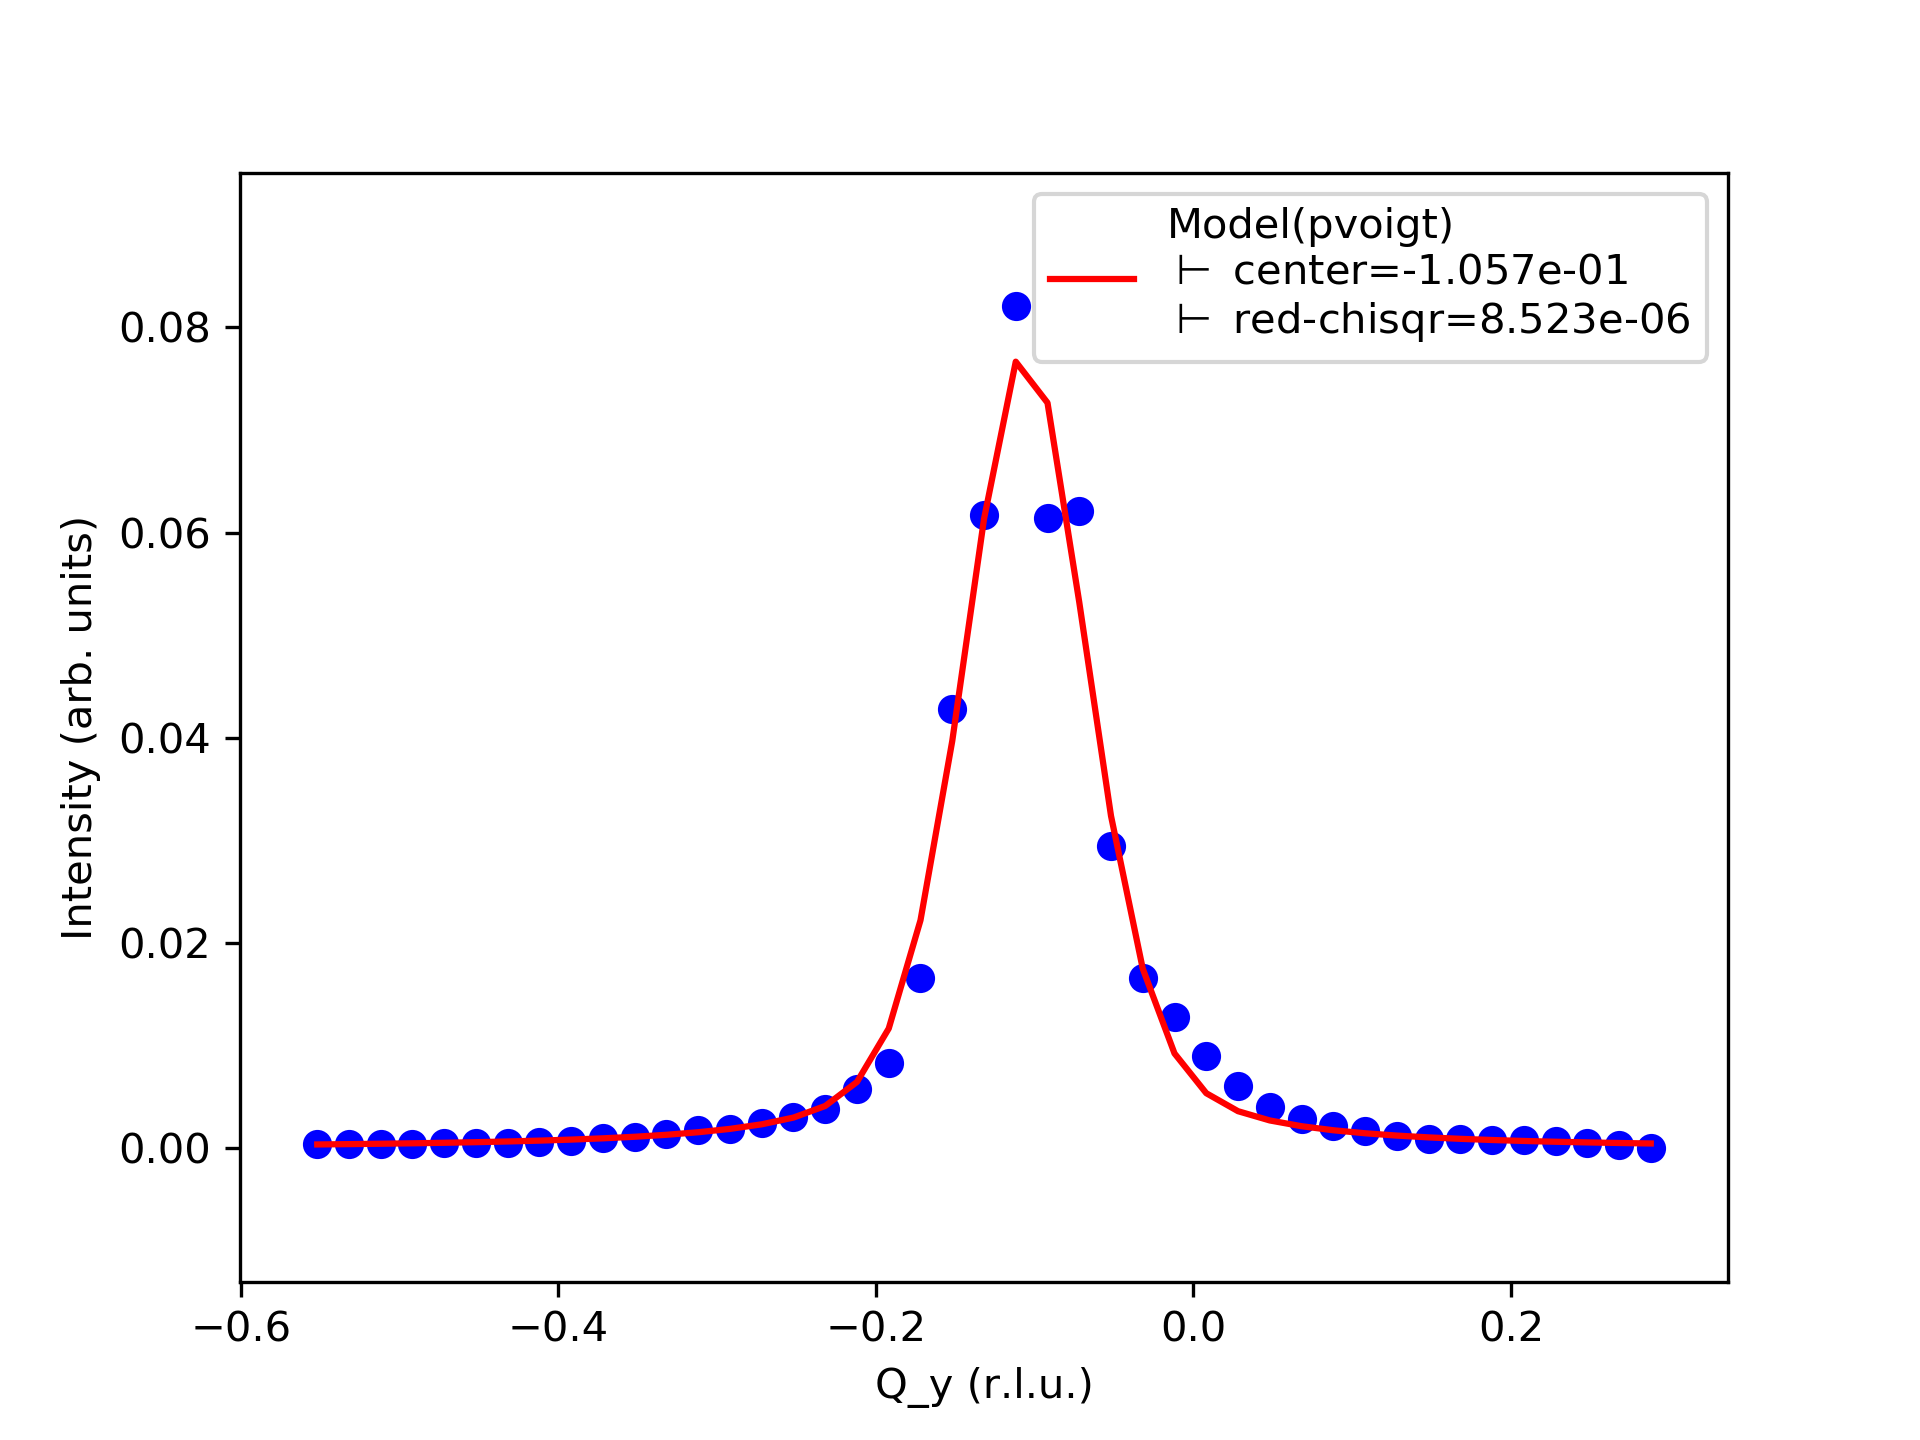 Model(pvoigt)
⊢ center=-1.057e-01
⊢ red-chisqr=8.523e-06
0.08
0.06
0.04
0.02
0.00
Intensity (arb. units)
−0.6 −0.4 −0.2 0.0 0.2
Q_y (r.l.u.)